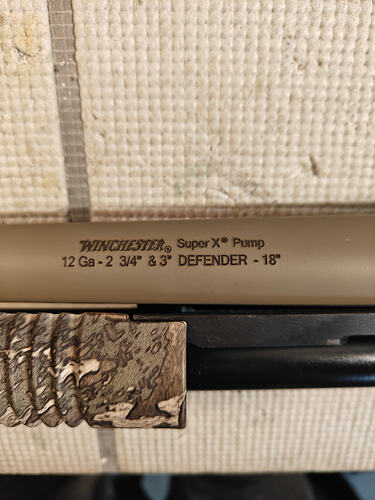 WINCHESTER® Super X® Pump
12 Ga - 2 3/4" & 3" DEFENDER - 18"